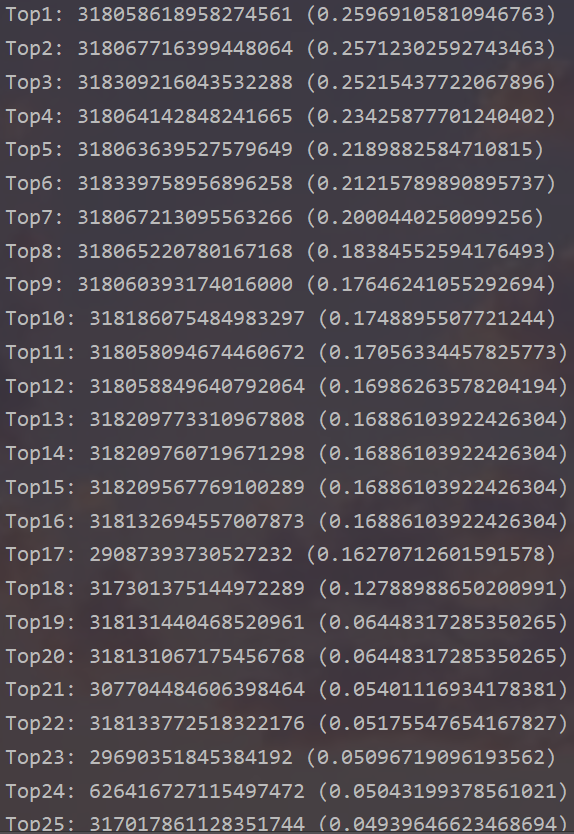 Top1: 318058618958274561 (0.25969105810946763)
Top2: 318067716399448064 (0.25712302592743463)
Top3: 318309216043532288 (0.25215437722067896)
Top4: 318064142848241665 (0.23425877701240402)
Top5: 318063639527579649 (0.2189882584710815)
Top6: 318339758956896258 (0.21215789890895737)
Top7: 318067213095563266 (0.2000440250099256)
Top8: 318065220780167168 (0.18384552594176493)
Top9: 318060393174016000 (0.17646241055292694)
Top10: 318186075484983297 (0.1748895507721244)
Top11: 318058094674460672 (0.17056334457825773)
Top12: 318058849640792064 (0.16986263578204194)
Top13: 318209773310967808 (0.16886103922426304)
Top14: 318209760719671298 (0.16886103922426304)
Top15: 318209567769100289 (0.16886103922426304)
Top16: 318132694557007873 (0.16886103922426304)
Top17: 29087393730527232 (0.16270712601591578)
Top18: 317301375144972289 (0.12788988650200991)
Top19: 318131440468520961 (0.06448317285350265)
Top20: 318131067175456768 (0.06448317285350265)
Top21: 307704484606398464 (0.05401116934178381)
Top22: 318133772518322176 (0.05175547654167827)
Top23: 29690351845384192 (0.05096719096193562)
Top24: 626416727115497472 (0.05043199378561021)
Top25: 317017861128351744 (0.04939646623468694)